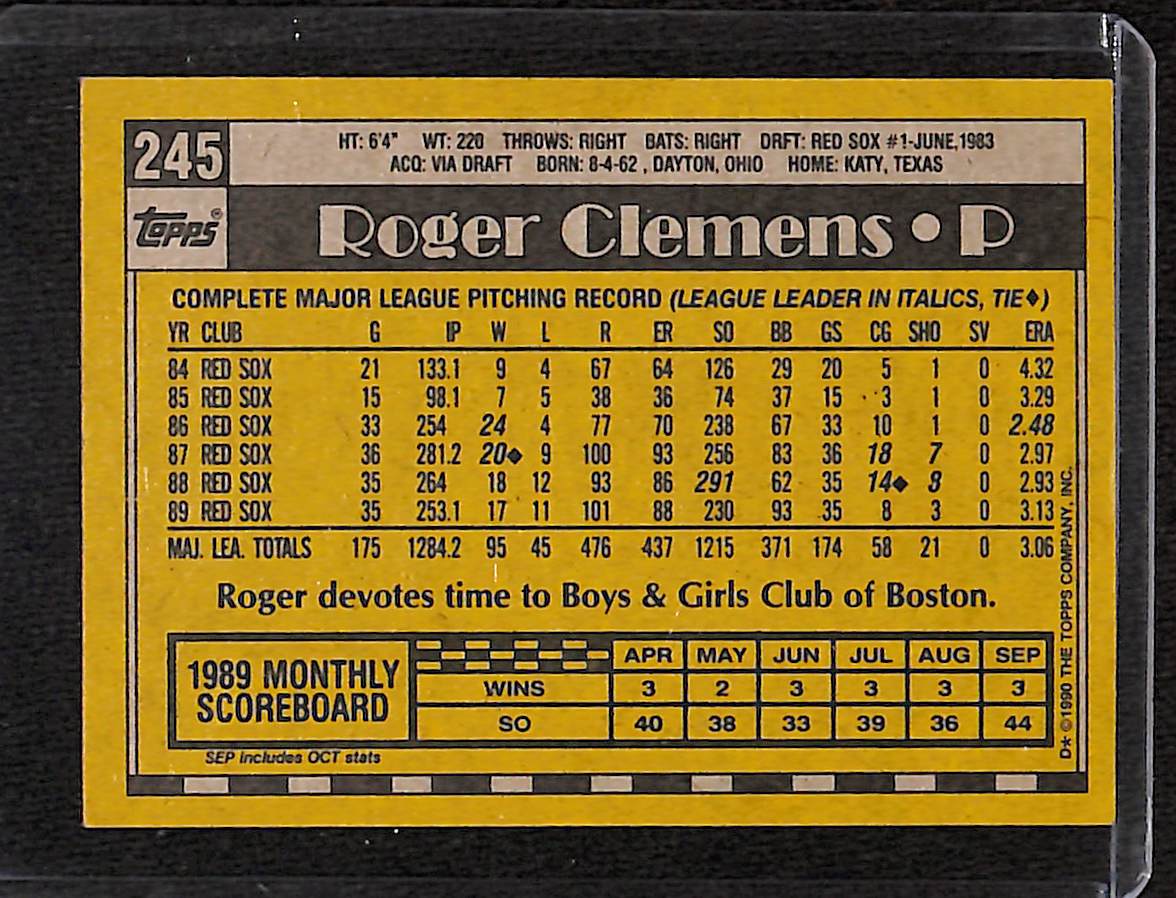 245
HT: 6'4" WT: 220 THROWS: RIGHT BATS: RIGHT DRFT: RED SOX #1-JUNE,1983
ACQ: VIA DRAFT BORN: 8-4-62, DAYTON, OHIO HOME: KATY, TEXAS
Topps®
Roger Clemens • P
COMPLETE MAJOR LEAGUE PITCHING RECORD (LEAGUE LEADER IN ITALICS, TIE♦)
YR CLUB G IP W L R ER SO BB GS CG SHO SV ERA
84 RED SOX 21 133.1 9 4 67 64 126 29 20 5 1 0 4.32
85 RED SOX 15 98.1 7 5 38 36 74 37 15 3 1 0 3.29
86 RED SOX 33 254 24 4 77 70 238 67 33 10 1 0 2.48
87 RED SOX 36 281.2 20♦ 9 100 93 256 83 36 18 7 0 2.97
88 RED SOX 35 264 18 12 93 86 291 62 35 14♦ 8 0 2.93
89 RED SOX 35 253.1 17 11 101 88 230 93 35 8 3 0 3.13
MAJ. LEA. TOTALS 175 1284.2 95 45 476 437 1215 371 174 58 21 0 3.06
Roger devotes time to Boys & Girls Club of Boston.
1989 MONTHLY
SCOREBOARD
APR MAY JUN JUL AUG SEP
WINS 3 2 3 3 3 3
SO 40 38 33 39 36 44
SEP includes OCT stats
D* ©1990 THE TOPPS COMPANY, INC.